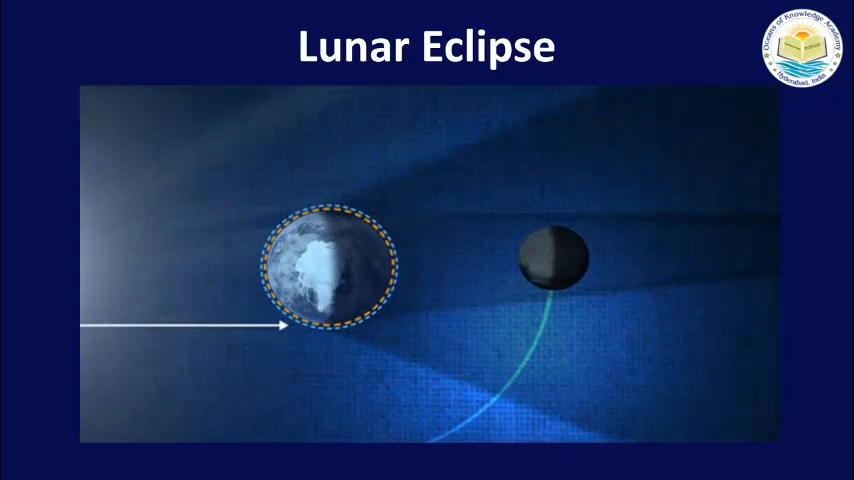 Lunar Eclipse
Oceans of Knowledge Academy
Hyderabad, India